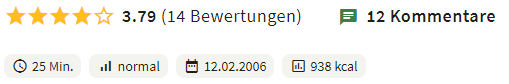 3.79 (14 Bewertungen) 12 Kommentare
25 Min. normal 12.02.2006 938 kcal